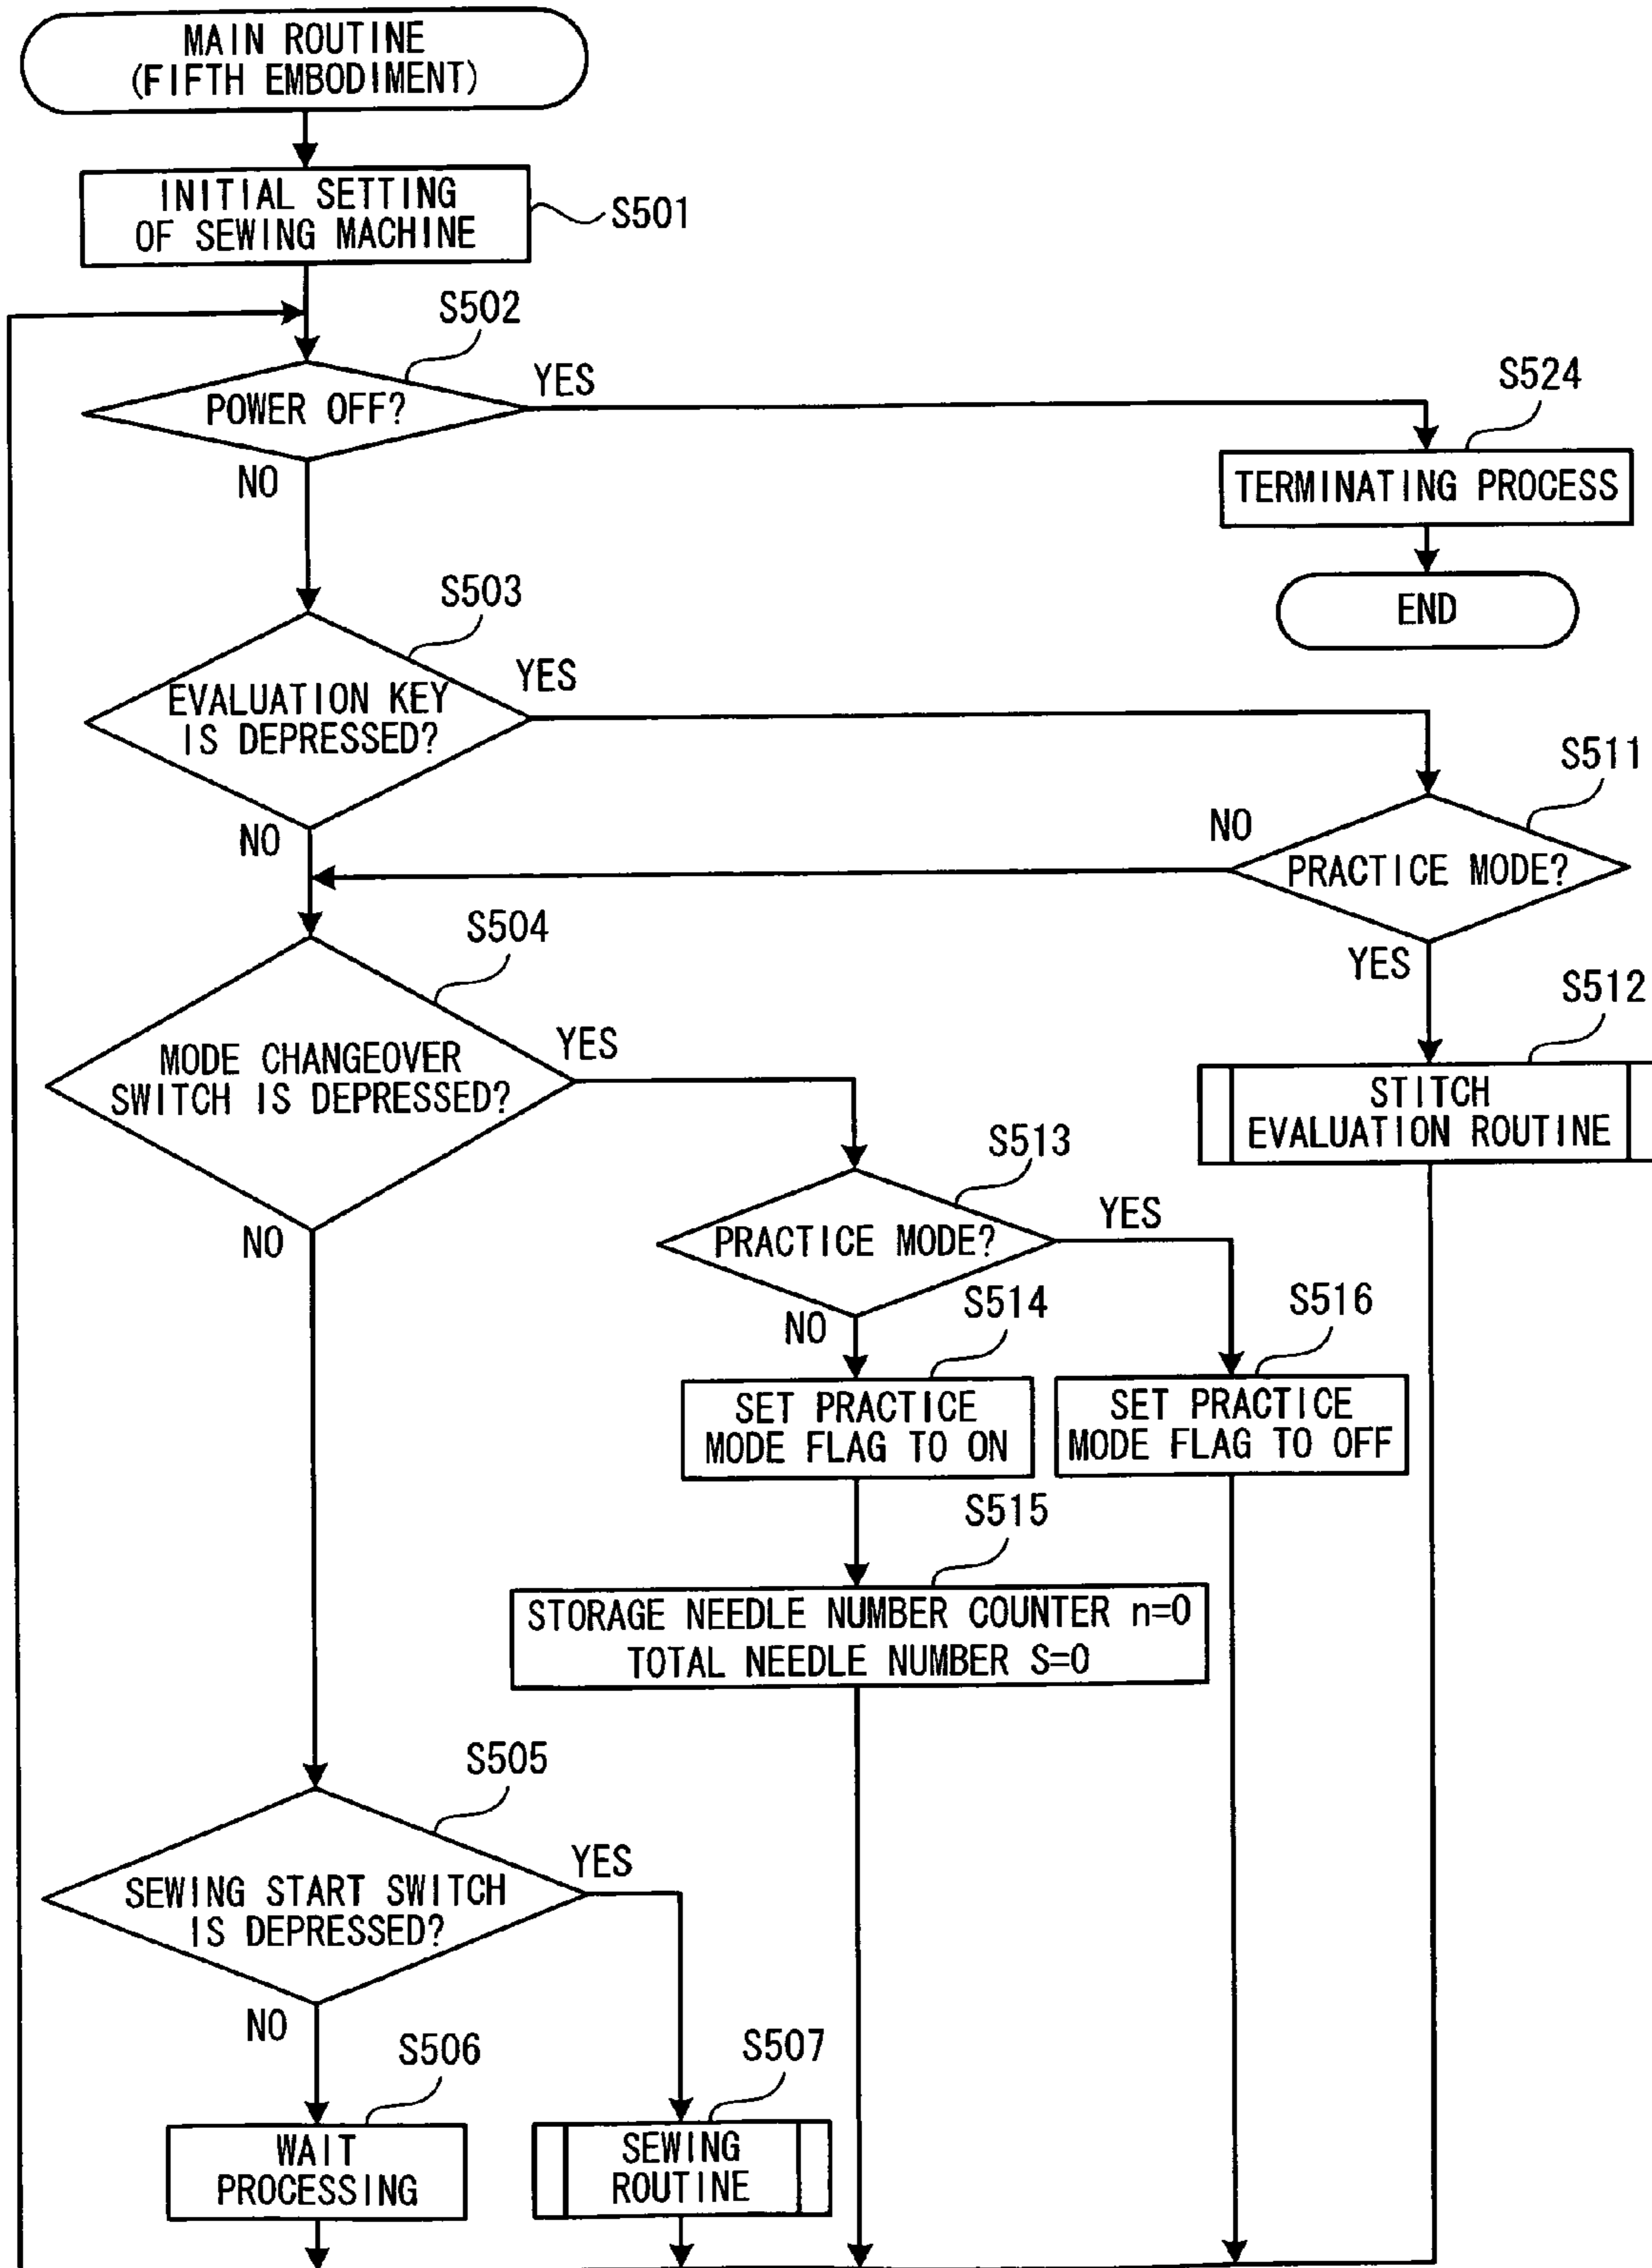 MAIN ROUTINE
(FIFTH EMBODIMENT)
INITIAL SETTING
OF SEWING MACHINE
S501
S502
POWER OFF?
YES
NO
S524
TERMINATING PROCESS
END
S503
EVALUATION KEY
IS DEPRESSED?
YES
NO
S511
PRACTICE MODE?
NO
YES
S512
STITCH
EVALUATION ROUTINE
S504
MODE CHANGEOVER
SWITCH IS DEPRESSED?
YES
NO
S513
PRACTICE MODE?
YES
NO
S514
SET PRACTICE
MODE FLAG TO ON
S516
SET PRACTICE
MODE FLAG TO OFF
S515
STORAGE NEEDLE NUMBER COUNTER n=0
TOTAL NEEDLE NUMBER S=0
S505
SEWING START SWITCH
IS DEPRESSED?
YES
NO
S506
WAIT
PROCESSING
S507
SEWING
ROUTINE